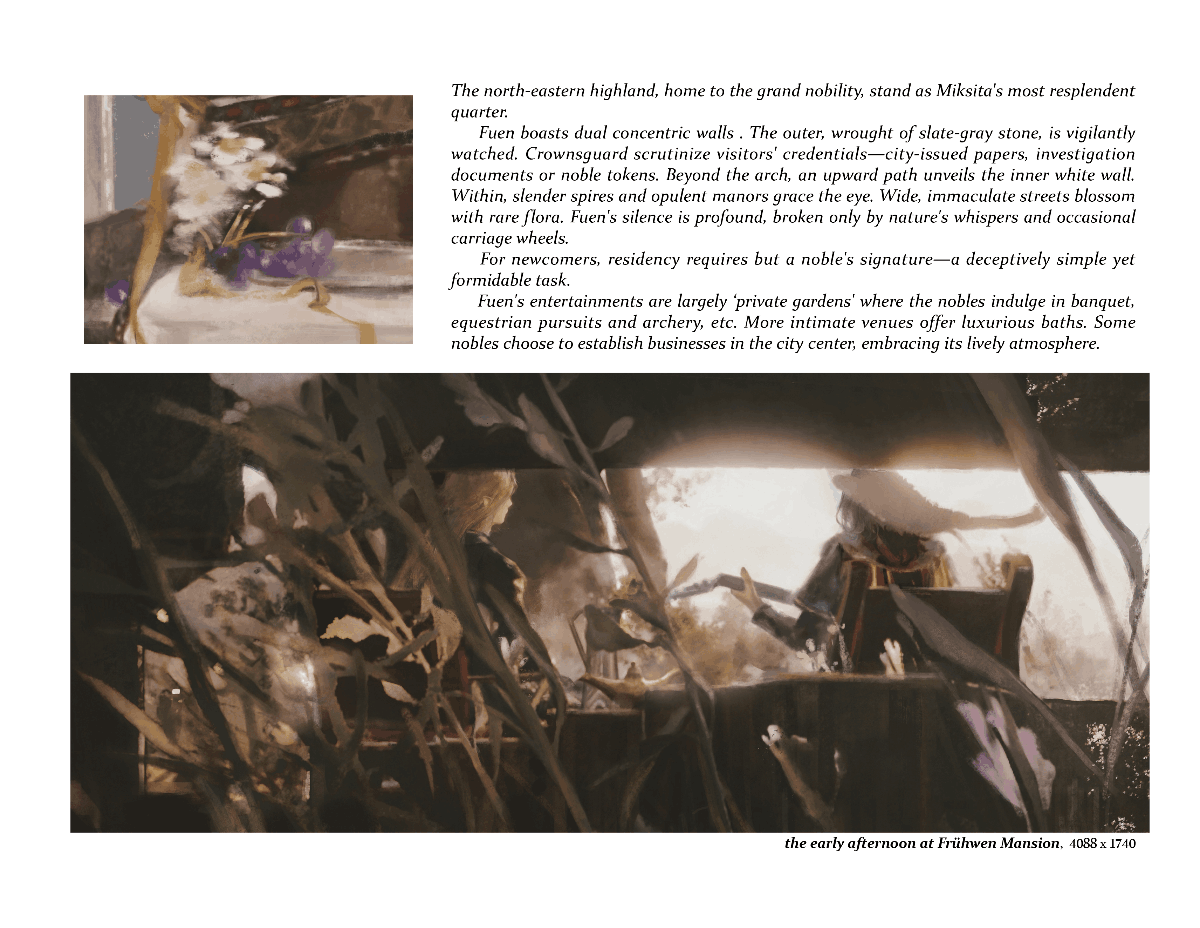 The north-eastern highland, home to the grand nobility, stand as Miksita's most resplendent
quarter.
Fuen boasts dual concentric walls . The outer, wrought of slate-gray stone, is vigilantly
watched. Crownsguard scrutinize visitors' credentials—city-issued papers, investigation
documents or noble tokens. Beyond the arch, an upward path unveils the inner white wall.
Within, slender spires and opulent manors grace the eye. Wide, immaculate streets blossom
with rare flora. Fuen's silence is profound, broken only by nature's whispers and occasional
carriage wheels.
For newcomers, residency requires but a noble's signature—a deceptively simple yet
formidable task.
Fuen's entertainments are largely ‘private gardens' where the nobles indulge in banquet,
equestrian pursuits and archery, etc. More intimate venues offer luxurious baths. Some
nobles choose to establish businesses in the city center, embracing its lively atmosphere.
the early afternoon at Frühwen Mansion, 4088 x 1740